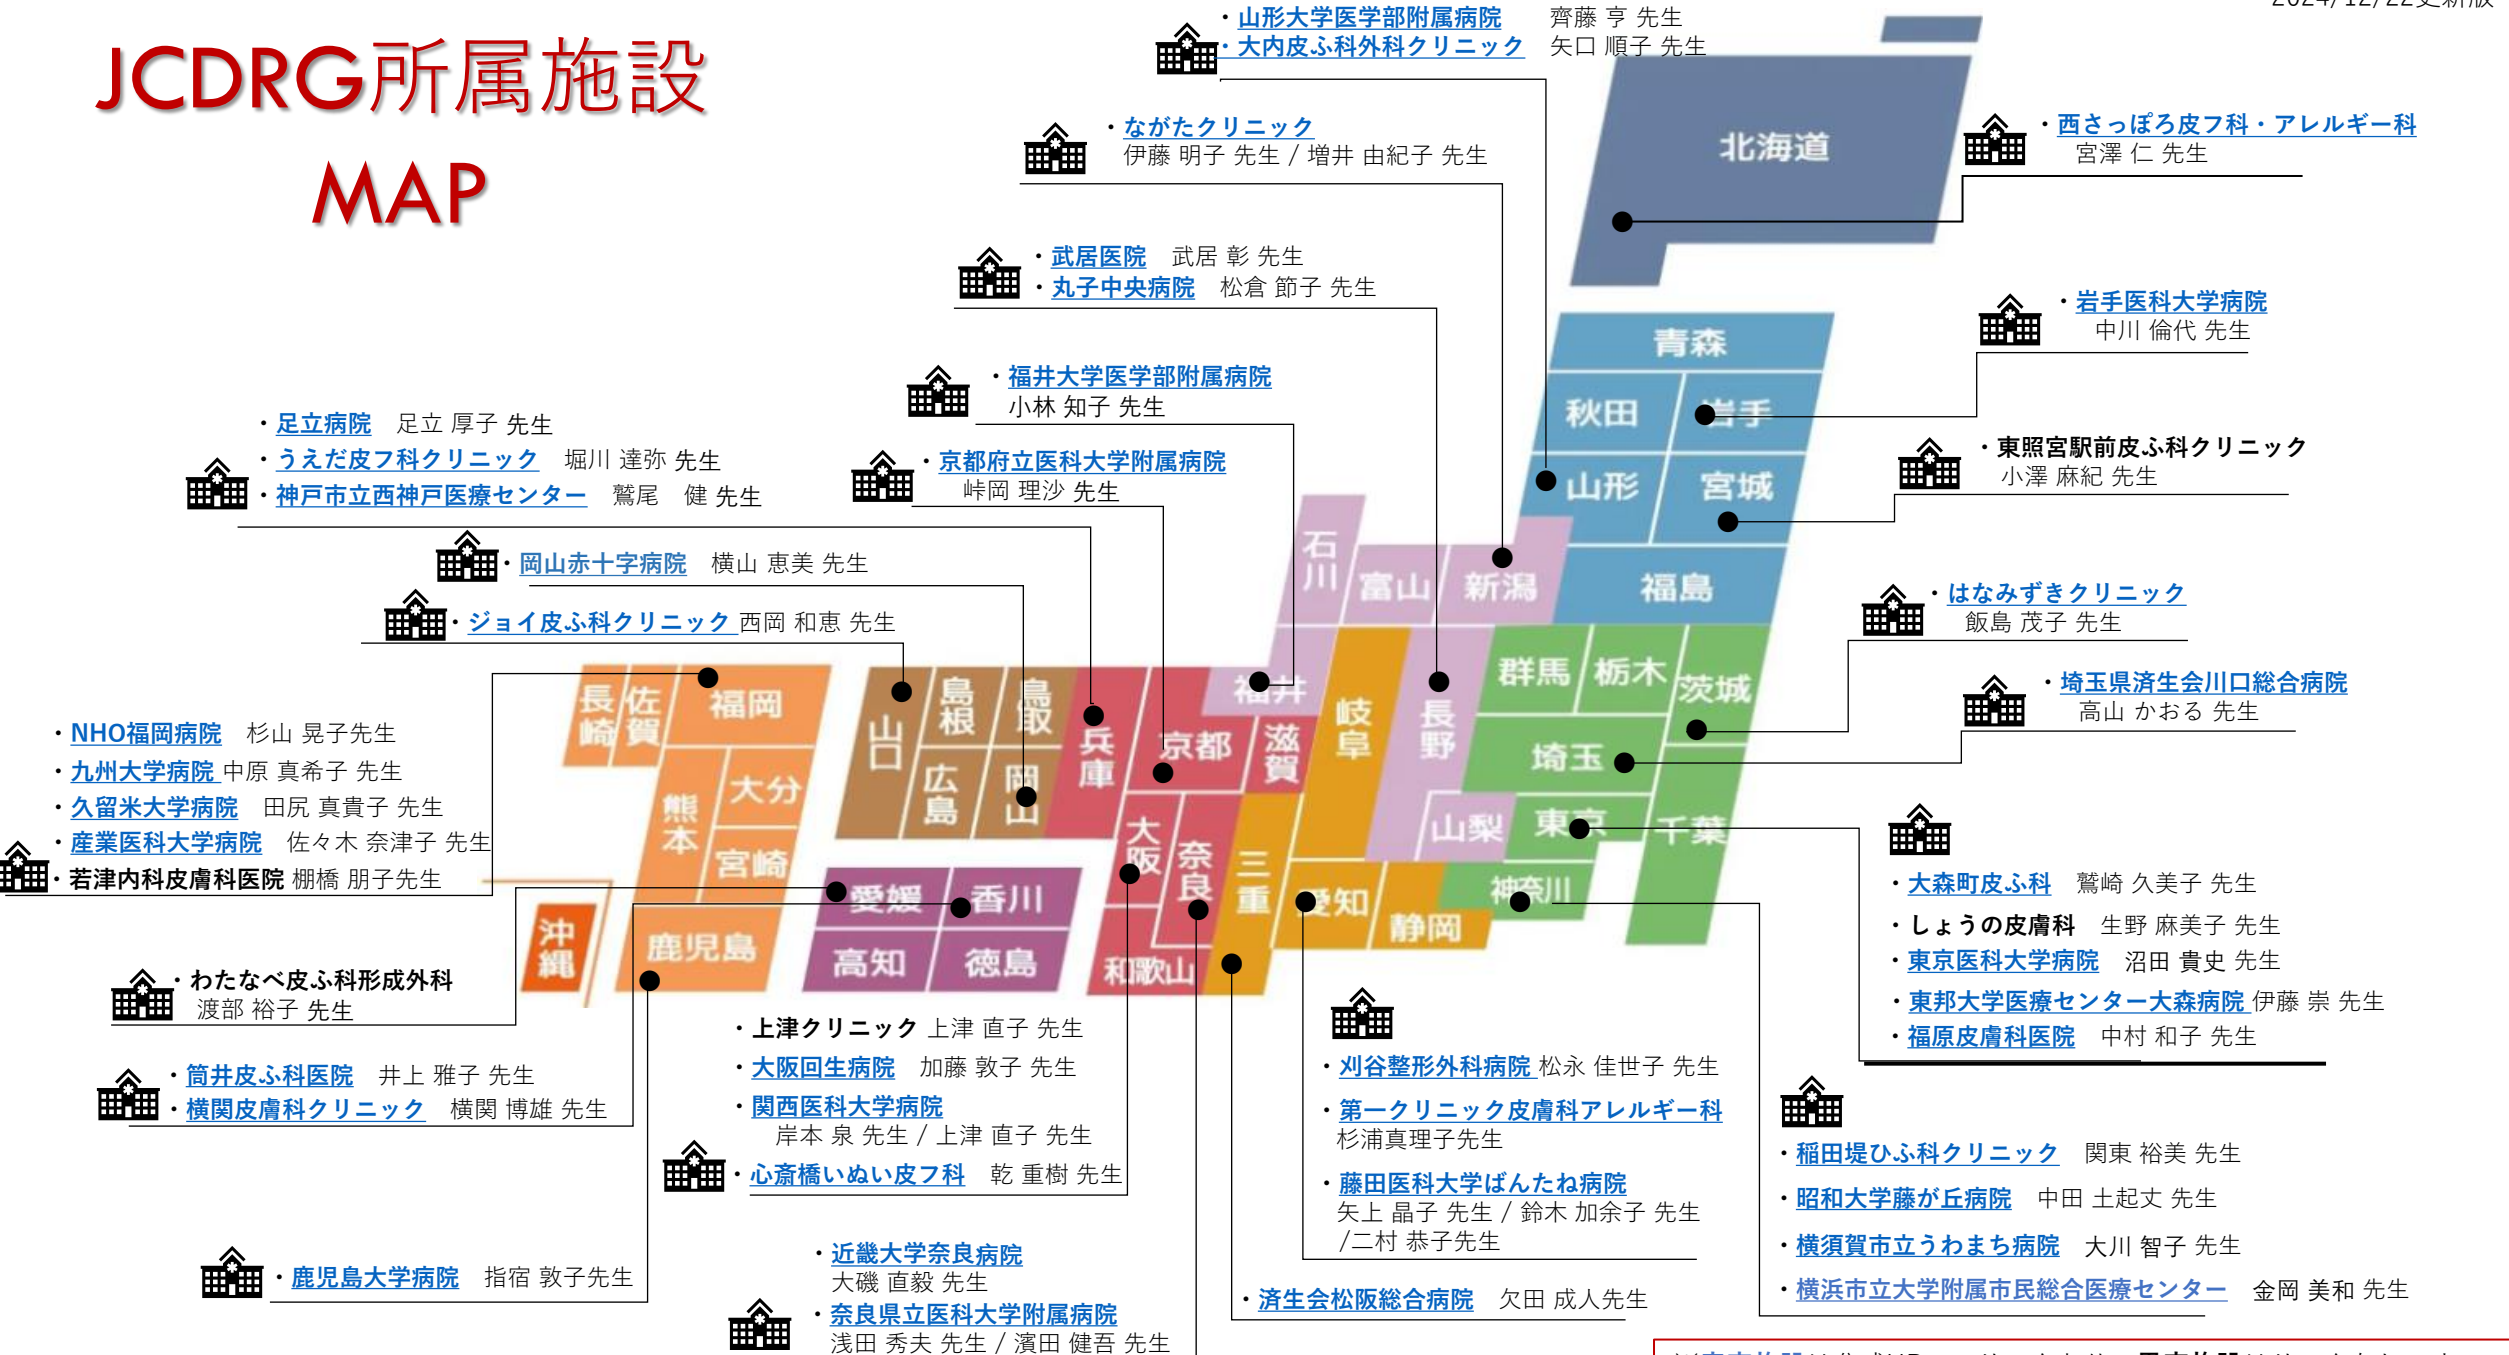 2024/12/22更新版
JCDRG所属施設
MAP
・山形大学医学部附属病院 齊藤 亨 先生
・大内皮ふ科外科クリニック 矢口 順子 先生
・ながたクリニック
伊藤 明子 先生 / 増井 由紀子 先生
・西さっぽろ皮フ科・アレルギー科
宮澤 仁 先生
・武居医院 武居 彰 先生
・丸子中央病院 松倉 節子 先生
・岩手医科大学病院
中川 倫代 先生
・福井大学医学部附属病院
小林 知子 先生
・足立病院 足立 厚子 先生
・うえだ皮フ科クリニック 堀川 達弥 先生
・神戸市立西神戸医療センター 鷲尾 健 先生
・京都府立医科大学附属病院
峠岡 理沙 先生
・東照宮駅前皮ふ科クリニック
小澤 麻紀 先生
・岡山赤十字病院 横山 恵美 先生
・ジョイ皮ふ科クリニック 西岡 和恵 先生
・はなみずきクリニック
飯島 茂子 先生
・埼玉県済生会川口総合病院
高山 かおる 先生
・NHO福岡病院 杉山 晃子先生
・九州大学病院 中原 真希子 先生
・久留米大学病院 田尻 真貴子 先生
・産業医科大学病院 佐々木 奈津子 先生
・若津内科皮膚科医院 棚橋 朋子先生
北海道
青森
秋田
岩手
山形
宮城
福島
石川
富山
新潟
福井
岐阜
長野
群馬
栃木
茨城
埼玉
山梨
東京
千葉
神奈川
長崎
佐賀
福岡
熊本
大分
宮崎
鹿児島
沖縄
山口
島根
鳥取
広島
岡山
兵庫
京都
滋賀
大阪
奈良
和歌山
三重
愛知
静岡
愛媛
香川
高知
徳島
・大森町皮ふ科 鷲崎 久美子 先生
・しょうの皮膚科 生野 麻美子 先生
・東京医科大学病院 沼田 貴史 先生
・東邦大学医療センター大森病院 伊藤 崇 先生
・福原皮膚科医院 中村 和子 先生
・わたなべ皮ふ科形成外科
渡部 裕子 先生
・筒井皮ふ科医院 井上 雅子 先生
・横関皮膚科クリニック 横関 博雄 先生
・上津クリニック 上津 直子 先生
・大阪回生病院 加藤 敦子 先生
・関西医科大学病院
岸本 泉 先生 / 上津 直子 先生
・心斎橋いぬい皮フ科 乾 重樹 先生
・刈谷整形外科病院 松永 佳世子 先生
・第一クリニック皮膚科アレルギー科
杉浦真理子先生
・藤田医科大学ばんたね病院
矢上 晶子 先生 / 鈴木 加余子 先生
/二村 恭子先生
・稲田堤ひふ科クリニック 関東 裕美 先生
・昭和大学藤が丘病院 中田 土起丈 先生
・横須賀市立うわまち病院 大川 智子 先生
・横浜市立大学附属市民総合医療センター 金岡 美和 先生
・鹿児島大学病院 指宿 敦子先生
・近畿大学奈良病院
大磯 直毅 先生
・奈良県立医科大学附属病院
浅田 秀夫 先生 / 濱田 健吾 先生
・済生会松阪総合病院 欠田 成人先生